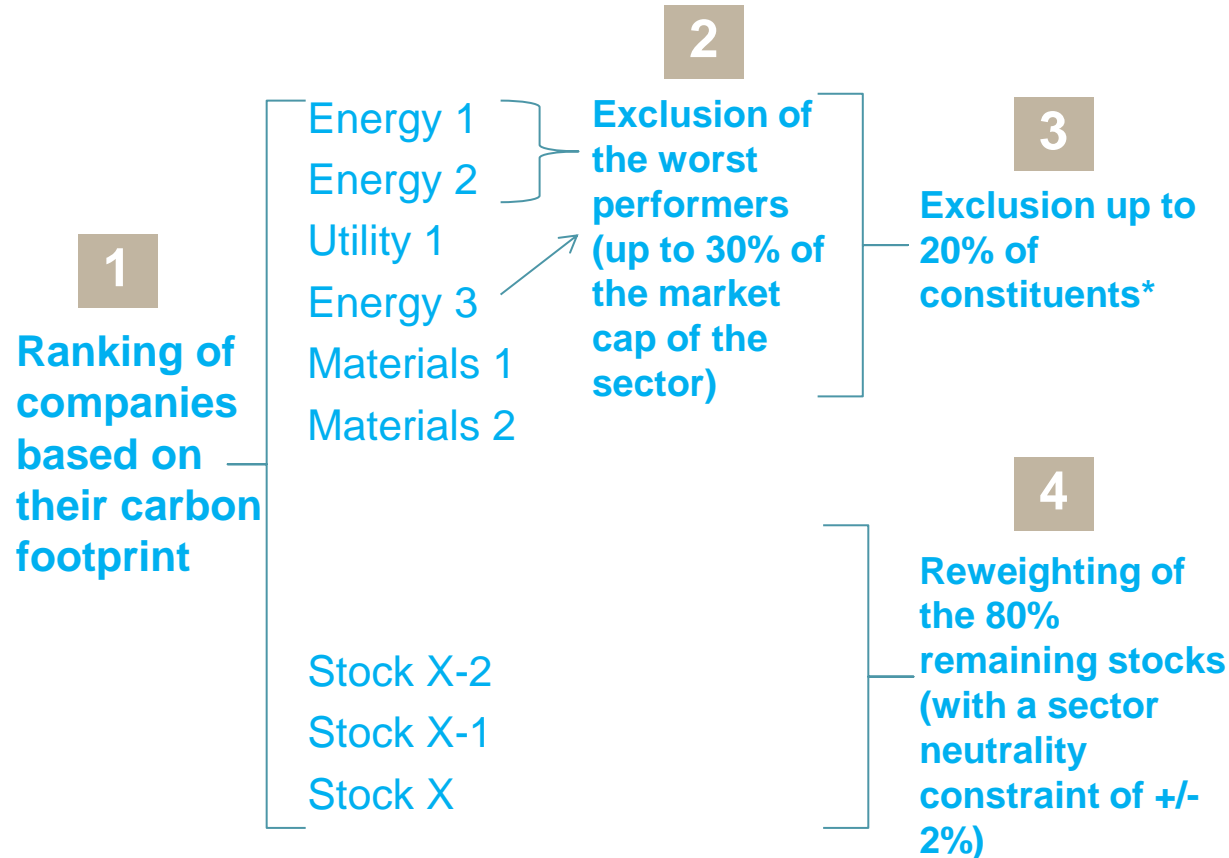 1
Ranking of
companies
based on
their carbon
footprint
Energy 1
Energy 2
Utility 1
Energy 3
Materials 1
Materials 2
Stock X-2
Stock X-1
Stock X
2
Exclusion of
the worst
performers
(up to 30% of
the market
cap of the
sector)
3
Exclusion up to
20% of
constituents*
4
Reweighting of
the 80%
remaining stocks
(with a sector
neutrality
constraint of +/-
2%)